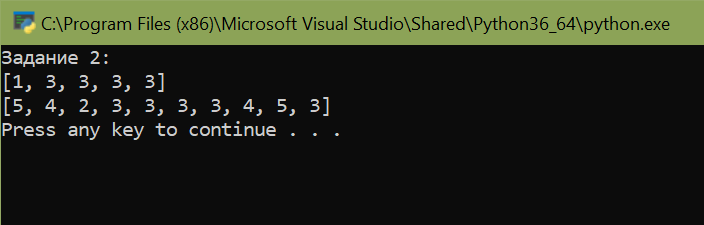 C:\Program Files (x86)\Microsoft Visual Studio\Shared\Python36_64\python.exe
Задание 2:
[1, 3, 3, 3, 3]
[5, 4, 2, 3, 3, 3, 3, 4, 5, 3]
Press any key to continue . . .